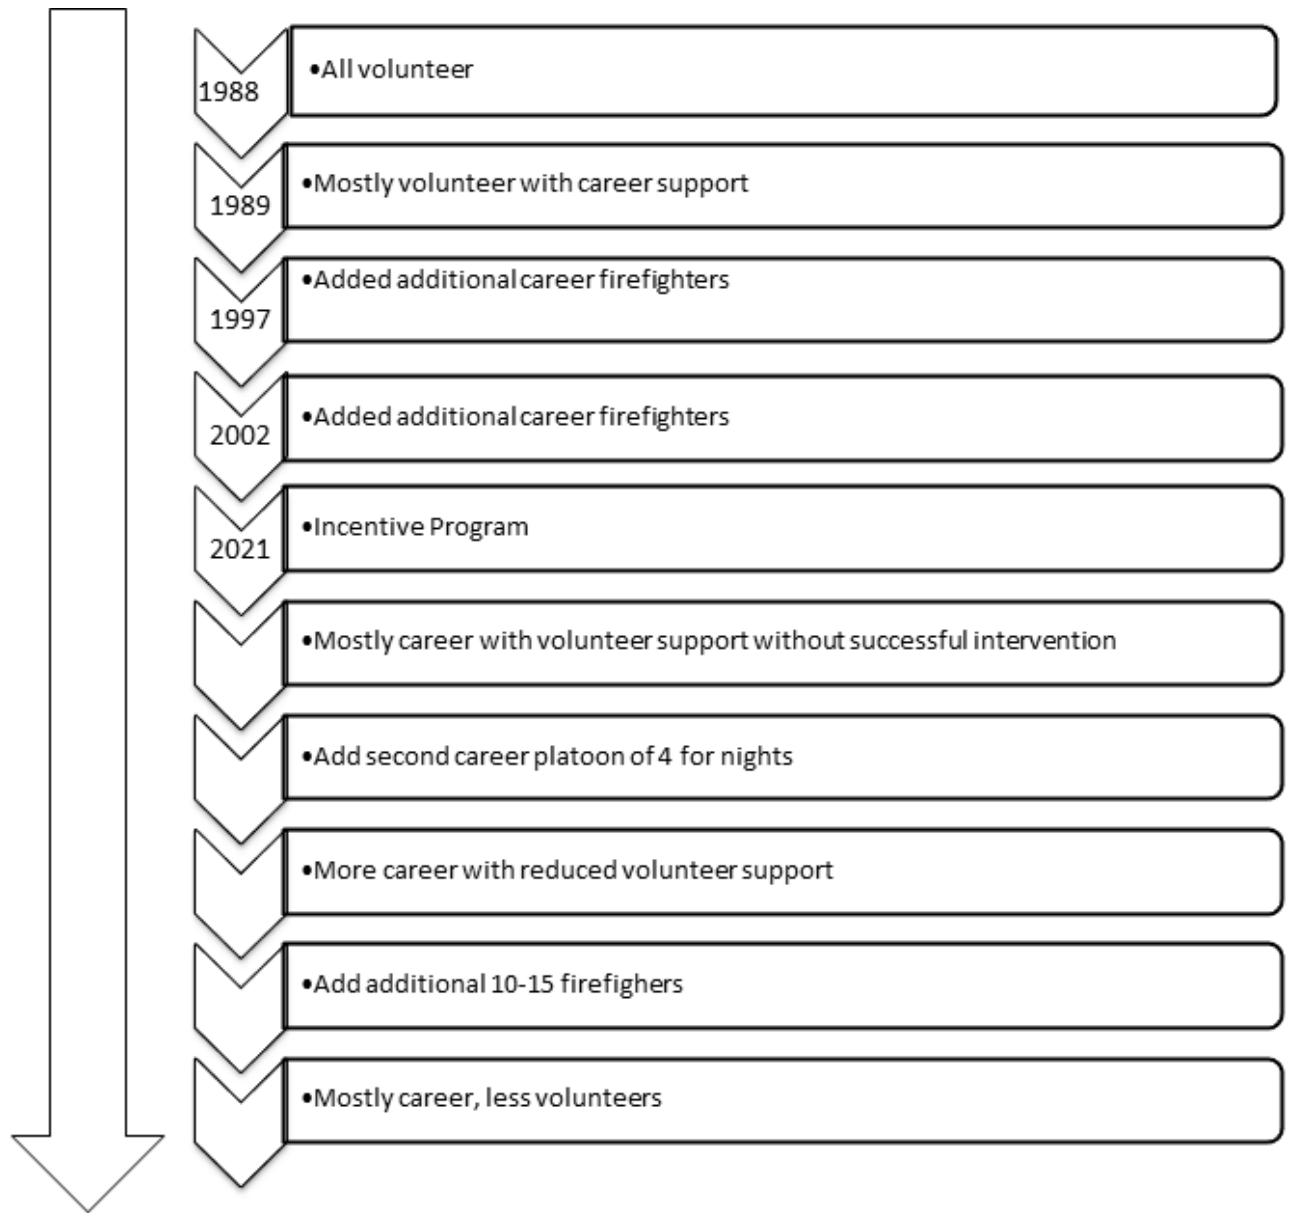 1988
•All volunteer
1989
•Mostly volunteer with career support
1997
•Added additional career firefighters
2002
•Added additional career firefighters
2021
•Incentive Program
•Mostly career with volunteer support without successful intervention
•Add second career platoon of 4 for nights
•More career with reduced volunteer support
•Add additional 10-15 firefighers
•Mostly career, less volunteers